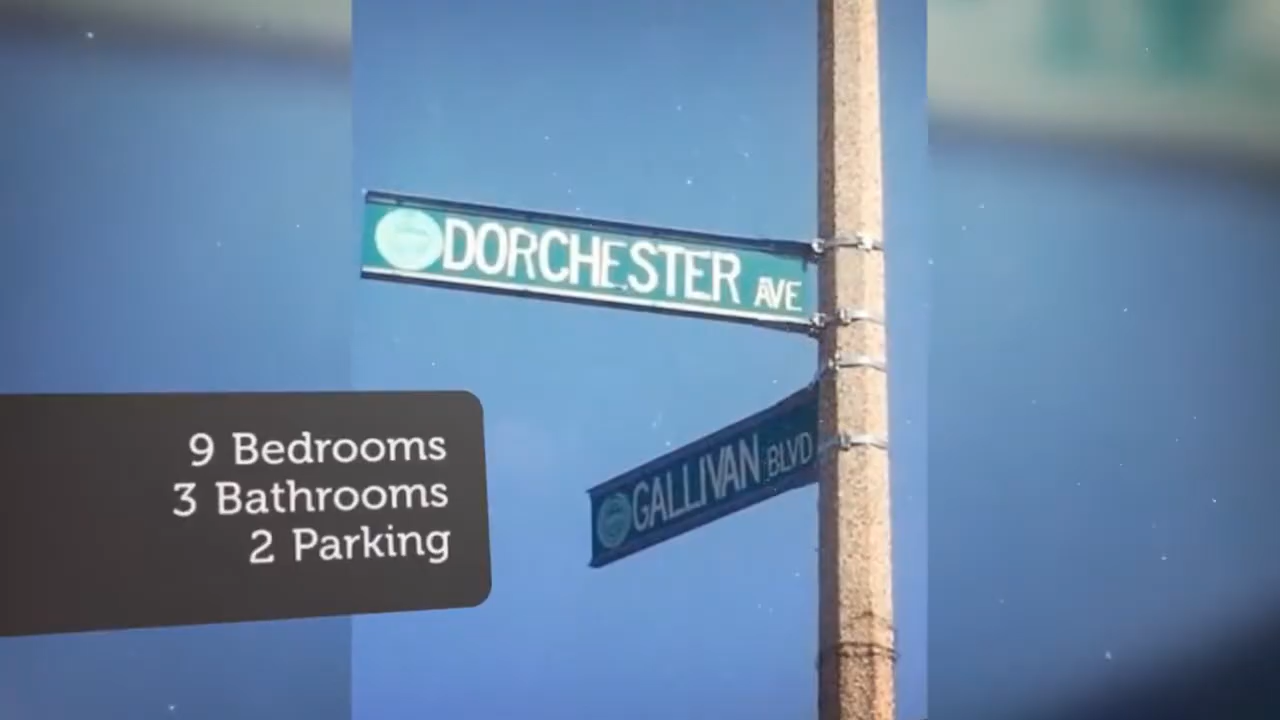 DORCHESTER AVE
GALLIVAN BLVD
9 Bedrooms
3 Bathrooms
2 Parking